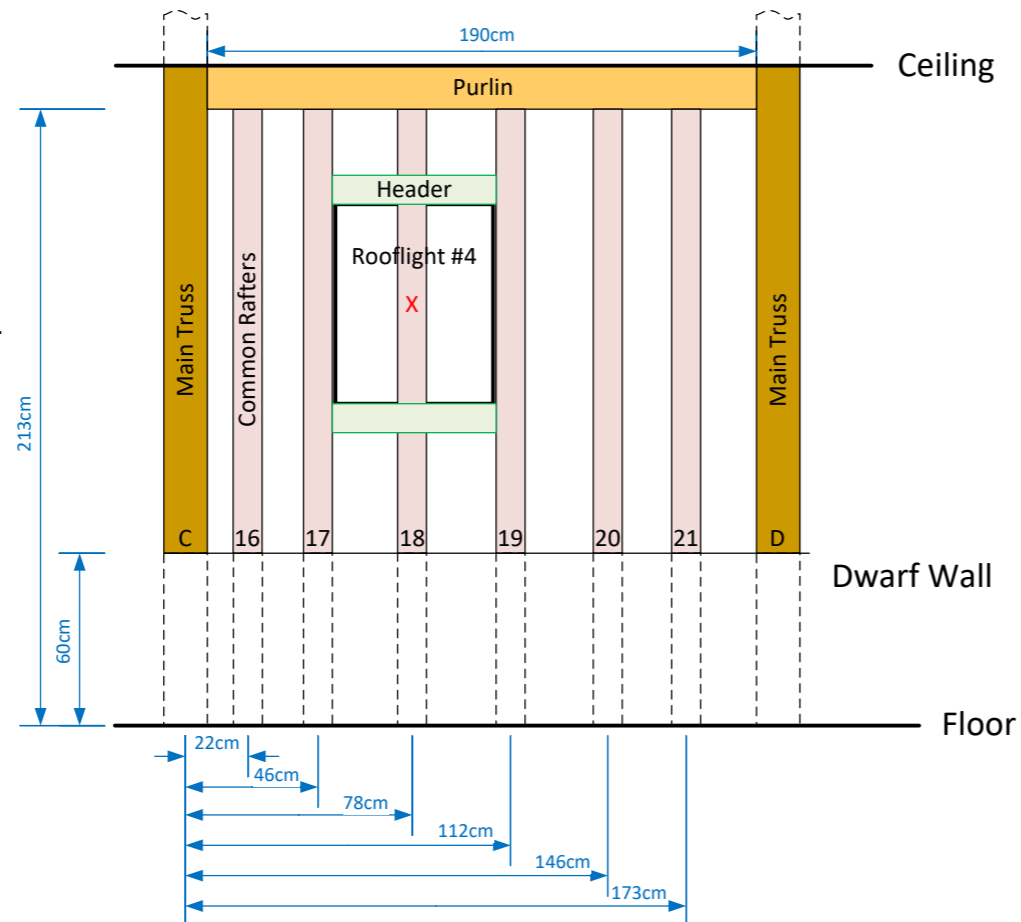 190cm
Ceiling
Purlin
Header
Rooflight #4
X
Main Truss
Common Rafters
Main Truss
213cm
C
16
17
18
19
20
21
D
Dwarf Wall
60cm
Floor
22cm
46cm
78cm
112cm
146cm
173cm